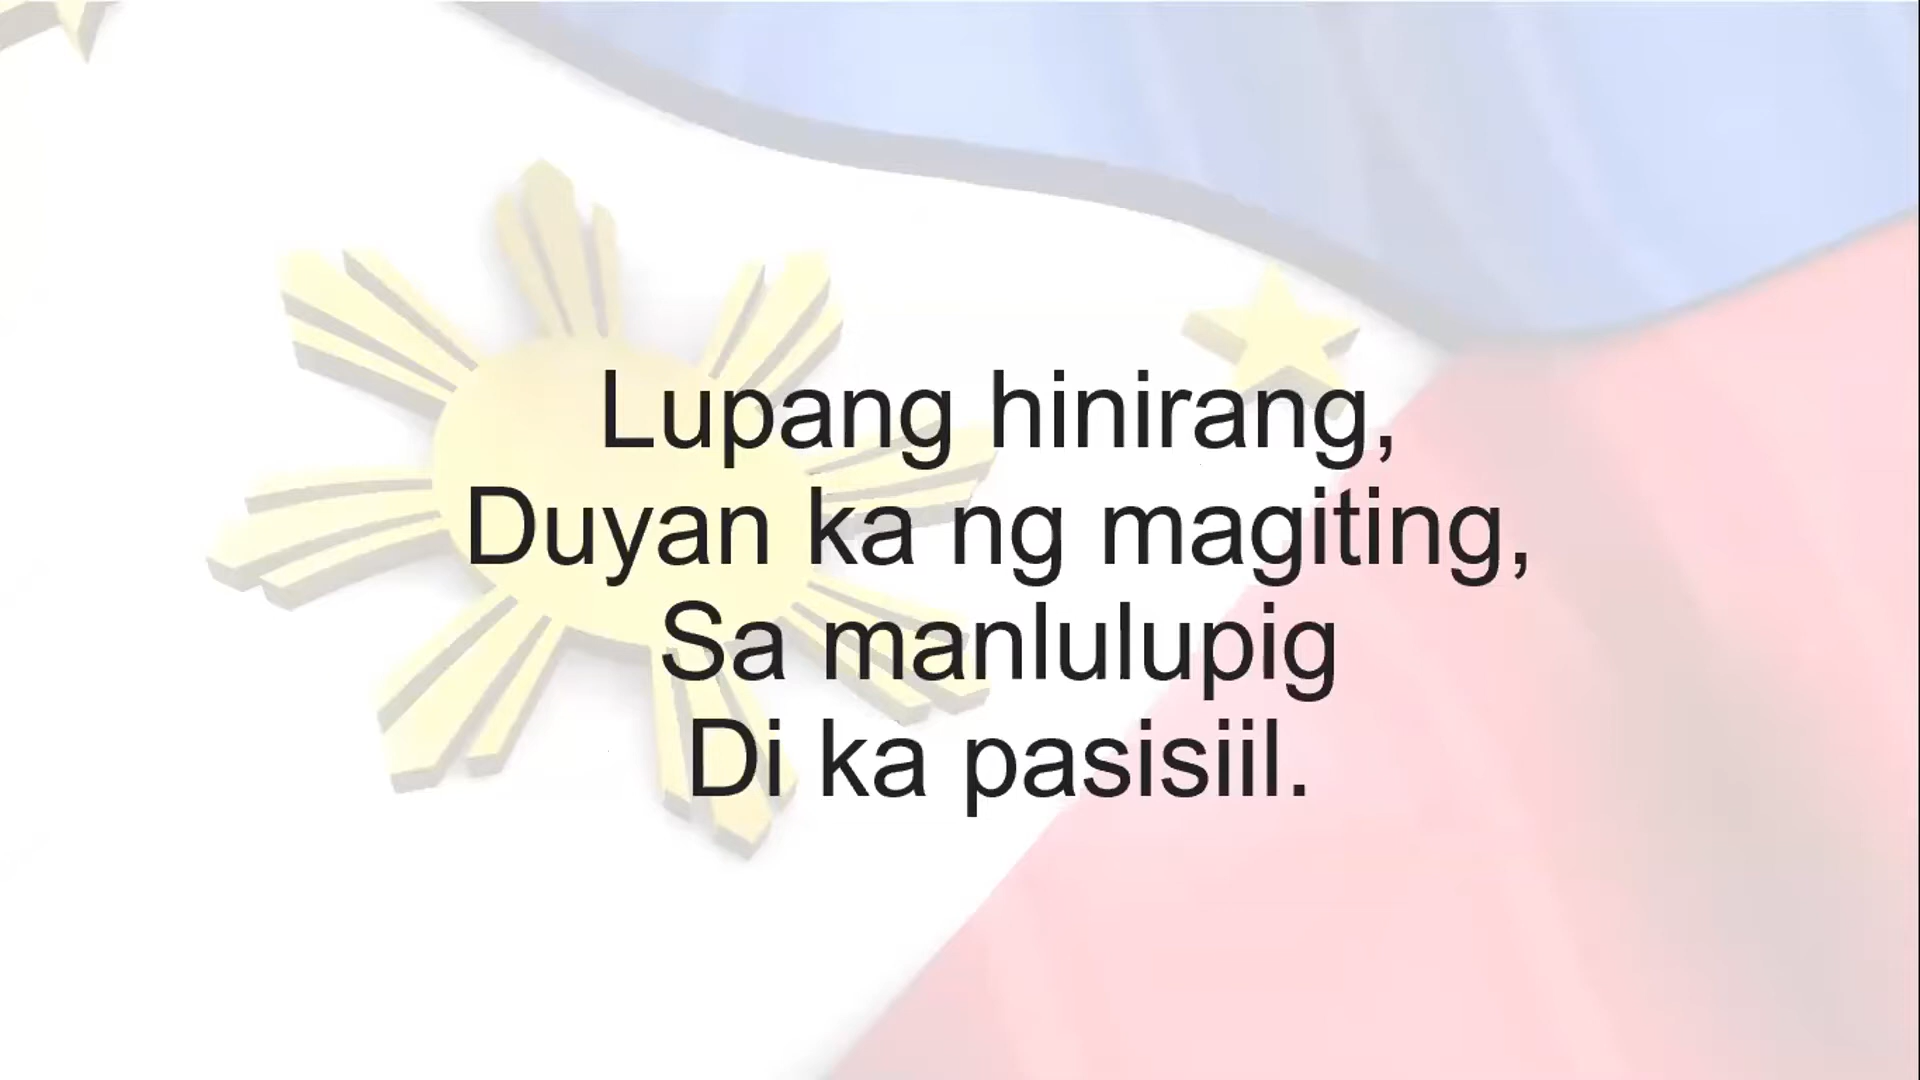 Lupang hinirang,
Duyan ka ng magiting,
Sa manlulupig
Di ka pasisiil.